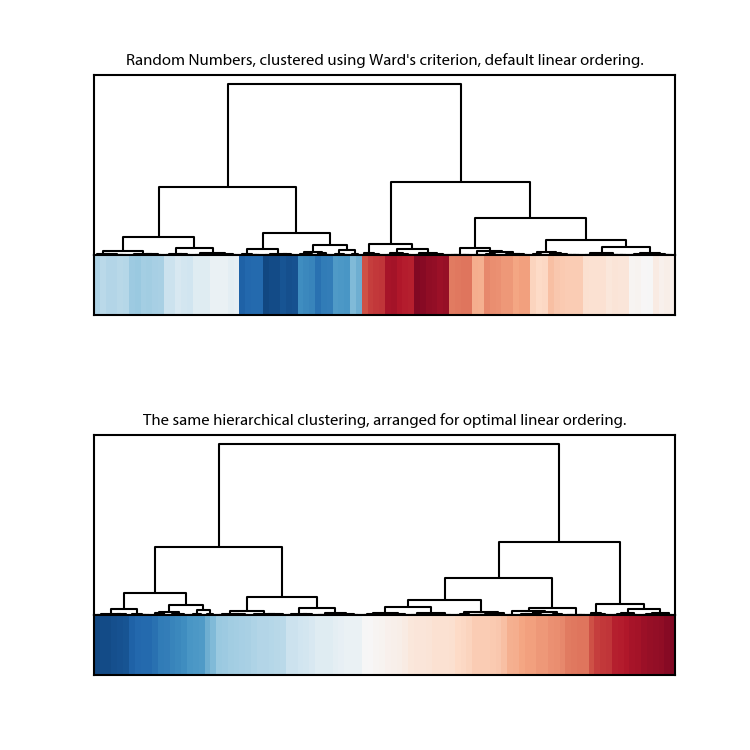 Random Numbers, clustered using Ward's criterion, default linear ordering.
The same hierarchical clustering, arranged for optimal linear ordering.